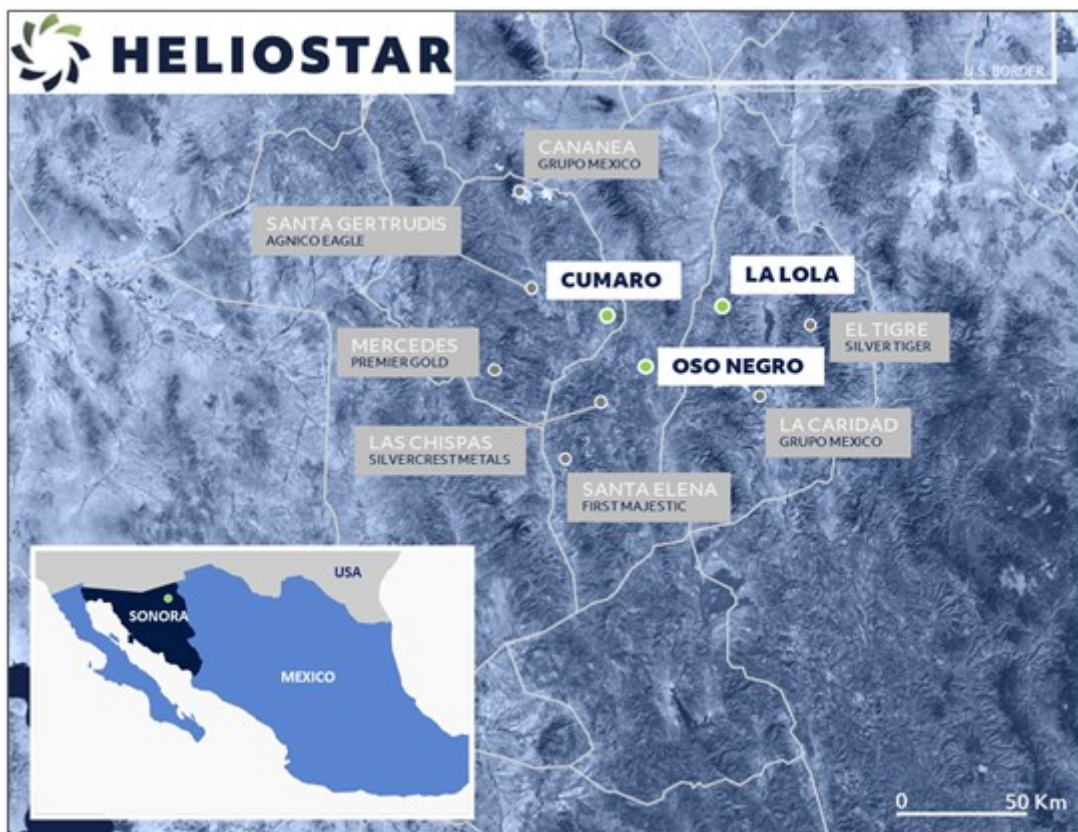 HELIOSTAR
U.S. BORDER
CANANEA
GRUPO MEXICO
SANTA GERTRUDIS
AGNICO EAGLE
CUMARO
LA LOLA
MERCEDES
PREMIER GOLD
EL TIGRE
SILVER TIGER
OSO NEGRO
LAS CHISPAS
SILVERCREST METALS
LA CARIDAD
GRUPO MEXICO
SANTA ELENA
FIRST MAJESTIC
USA
SONORA
MEXICO
0 50 Km